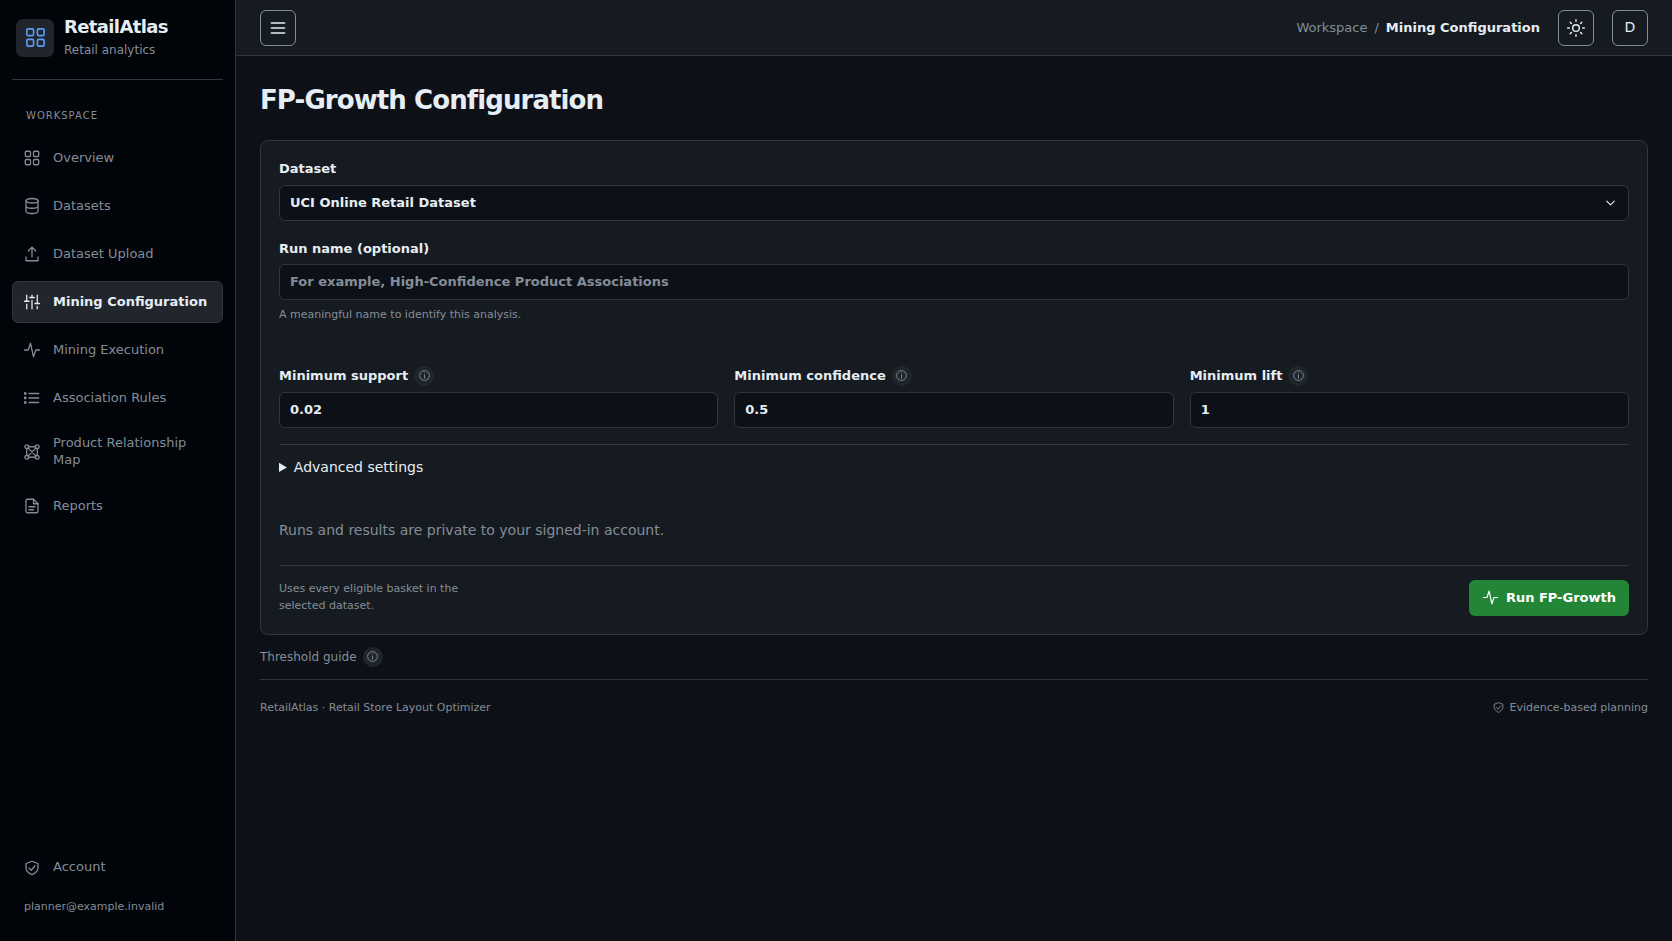 RetailAtlas
Retail analytics
WORKSPACE
Overview
Datasets
Dataset Upload
Mining Configuration
Mining Execution
Association Rules
Product Relationship
Map
Reports
Account
planner@example.invalid
Workspace / Mining Configuration
D
FP-Growth Configuration
Dataset
UCI Online Retail Dataset
Run name (optional)
For example, High-Confidence Product Associations
A meaningful name to identify this analysis.
Minimum support
0.02
Minimum confidence
0.5
Minimum lift
1
Advanced settings
Runs and results are private to your signed-in account.
Uses every eligible basket in the
selected dataset.
Run FP-Growth
Threshold guide
RetailAtlas · Retail Store Layout Optimizer
Evidence-based planning